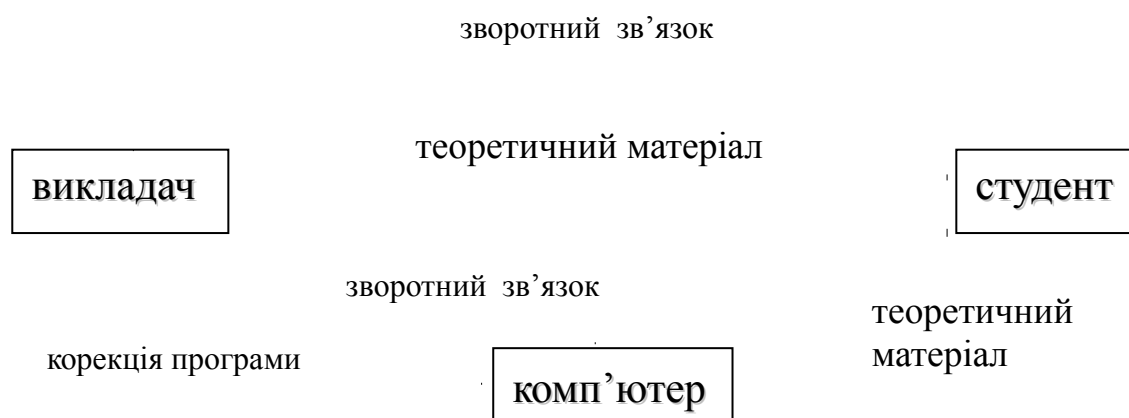 зворотний зв’язок
теоретичний матеріал
викладач
студент
зворотний зв’язок
теоретичний
матеріал
корекція програми
комп’ютер